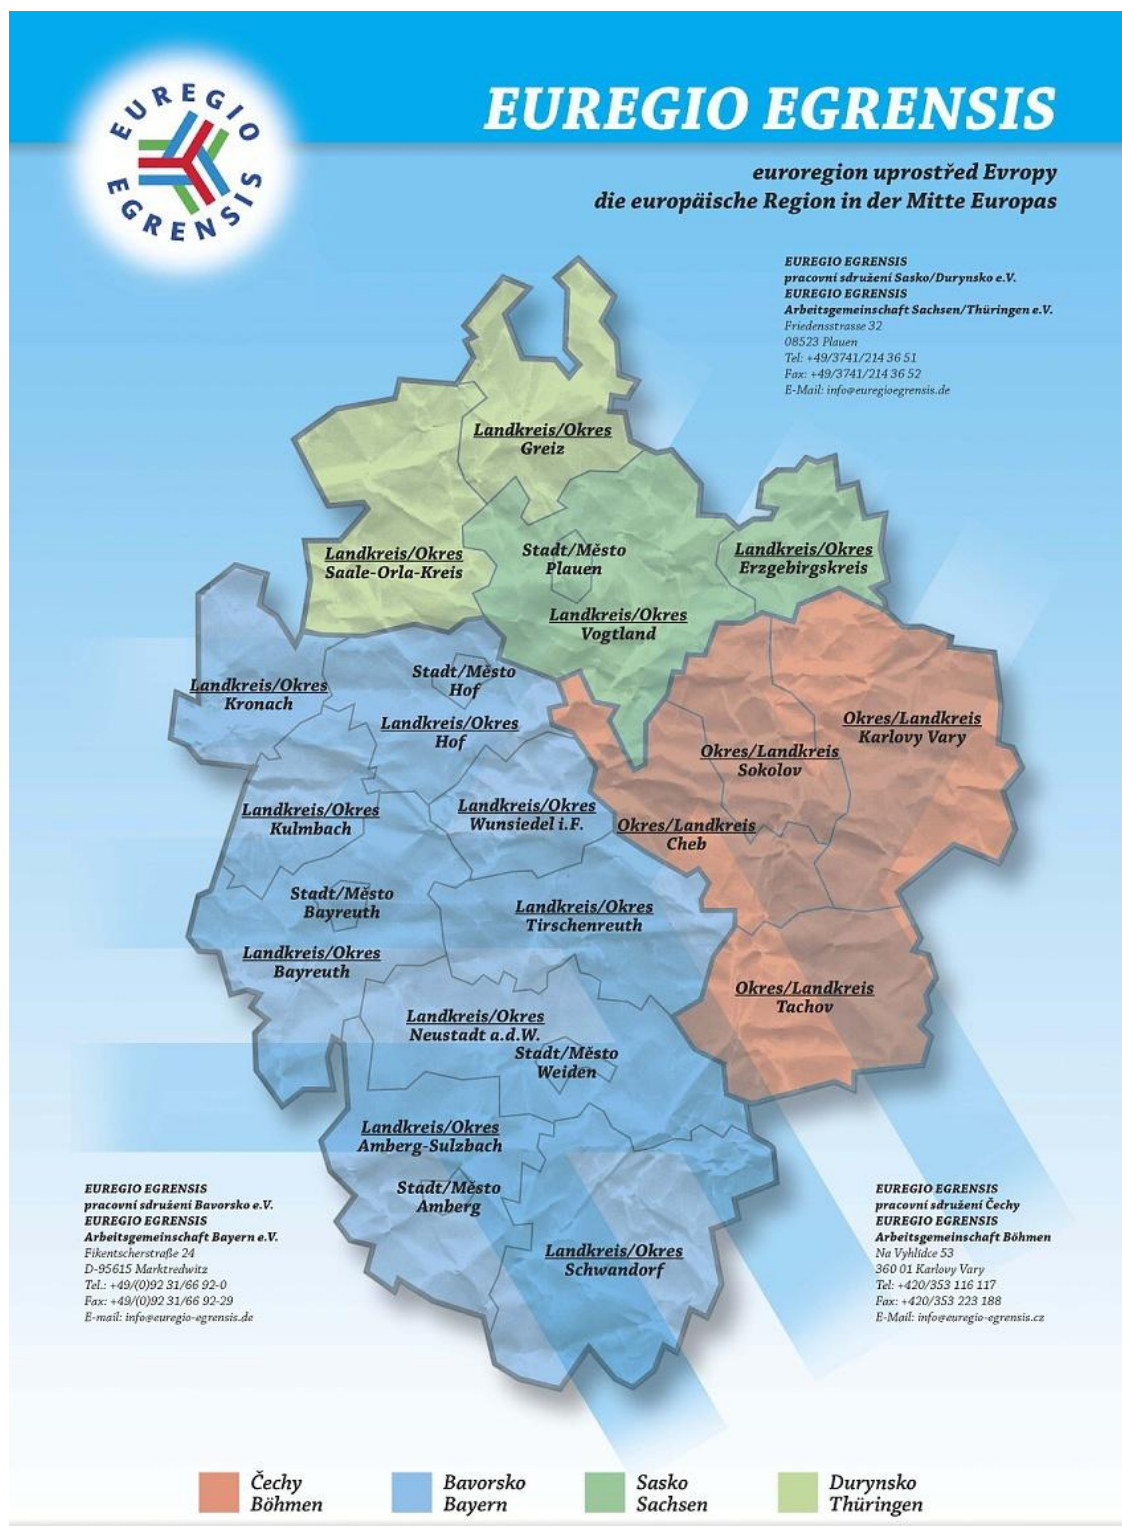 EUREGIO
EGRENSIS
EUREGIO EGRENSIS
euroregion uprostřed Evropy
die europäische Region in der Mitte Europas
EUREGIO EGRENSIS
pracovní sdružení Sasko/Durynsko e.V.
EUREGIO EGRENSIS
Arbeitsgemeinschaft Sachsen/Thüringen e.V.
Friedensstrasse 32
08523 Plauen
Tel: +49/3741/214 36 51
Fax: +49/3741/214 36 52
E-Mail: info@euregioegrensis.de
Landkreis/Okres
Greiz
Landkreis/Okres
Saale-Orla-Kreis
Stadt/Město
Plauen
Landkreis/Okres
Erzgebirgskreis
Landkreis/Okres
Vogtland
Landkreis/Okres
Kronach
Stadt/Město
Hof
Landkreis/Okres
Hof
Okres/Landkreis
Karlovy Vary
Okres/Landkreis
Sokolov
Landkreis/Okres
Kulmbach
Landkreis/Okres
Wunsiedel i.F.
Okres/Landkreis
Cheb
Stadt/Město
Bayreuth
Landkreis/Okres
Tirschenreuth
Landkreis/Okres
Bayreuth
Okres/Landkreis
Tachov
Landkreis/Okres
Neustadt a.d.W.
Stadt/Město
Weiden
Landkreis/Okres
Amberg-Sulzbach
Stadt/Město
Amberg
Landkreis/Okres
Schwandorf
EUREGIO EGRENSIS
pracovní sdružení Bavorsko e.V.
EUREGIO EGRENSIS
Arbeitsgemeinschaft Bayern e.V.
Fikentscherstraße 24
D-95615 Marktredwitz
Tel.: +49/(0)92 31/66 92-0
Fax: +49/(0)92 31/66 92-29
E-mail: info@euregio-egrensis.de
EUREGIO EGRENSIS
pracovní sdružení Čechy
EUREGIO EGRENSIS
Arbeitsgemeinschaft Böhmen
Na Vyhlídce 53
360 01 Karlovy Vary
Tel: +420/353 116 117
Fax: +420/353 223 188
E-Mail: info@euregio-egrensis.cz
Čechy
Böhmen
Bavorsko
Bayern
Sasko
Sachsen
Durynsko
Thüringen